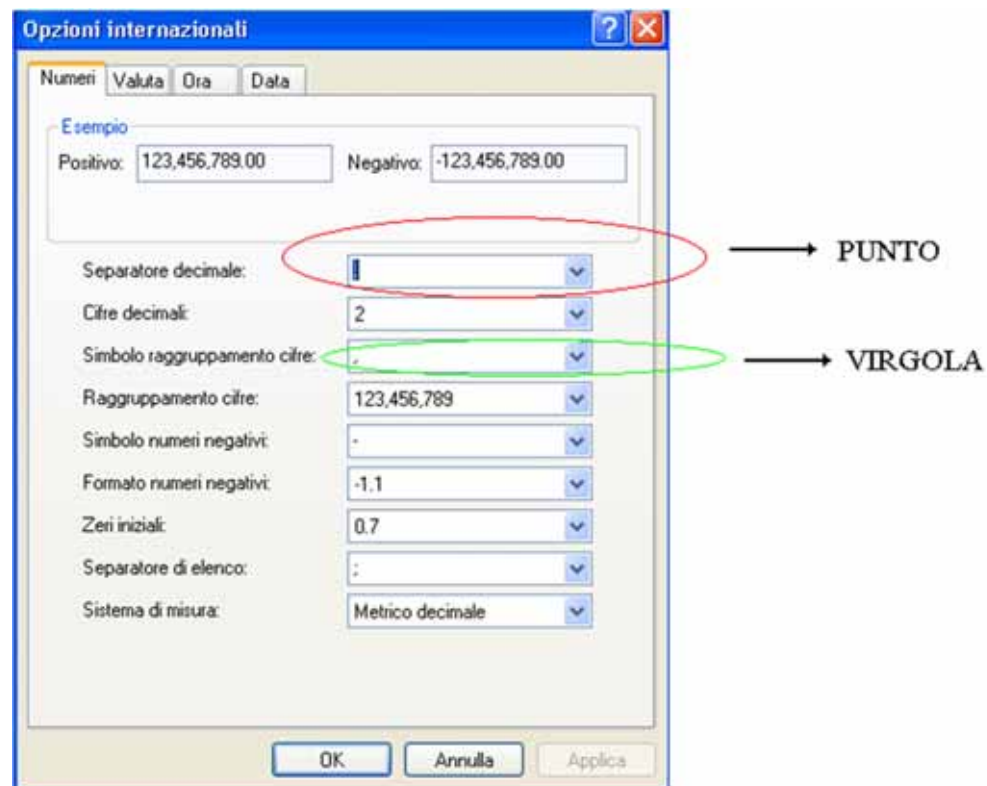 Opzioni internazionali
Numeri Valuta Ora Data
Esempio
Positivo: 123,456,789.00 Negativo: -123,456,789.00
PUNTO
Separatore decimale: .
Cifre decimali: 2
Simbolo raggruppamento cifre: ,
VIRGOLA
Raggruppamento cifre: 123,456,789
Simbolo numeri negativi: -
Formato numeri negativi: -1.1
Zeri iniziali: 0.7
Separatore di elenco: ;
Sistema di misura: Metrico decimale
OK Annulla Applica